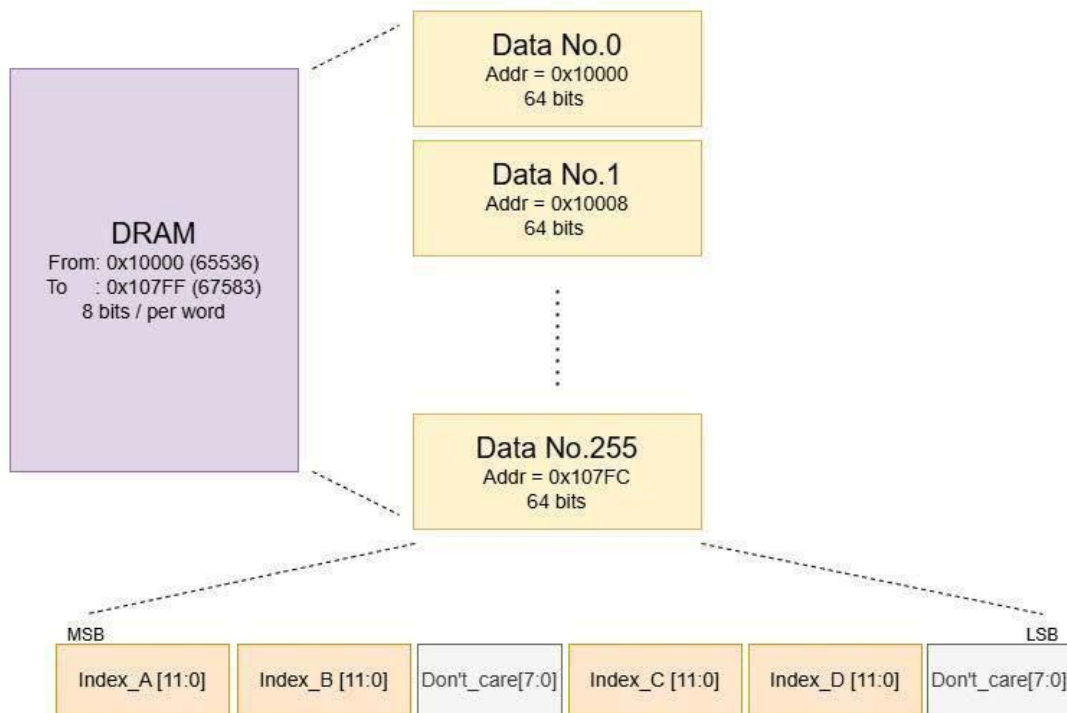 Data No.0
Addr = 0x10000
64 bits
Data No.1
Addr = 0x10008
64 bits
DRAM
From: 0x10000 (65536)
To : 0x107FF (67583)
8 bits / per word
Data No.255
Addr = 0x107FC
64 bits
MSB
LSB
Index_A [11:0]
Index_B [11:0]
Don't_care[7:0]
Index_C [11:0]
Index_D [11:0]
Don't_care[7:0]